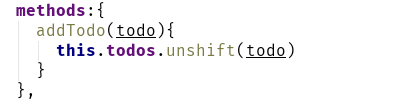 methods:{
  addTodo(todo){
    this.todos.unshift(todo)
  }
},